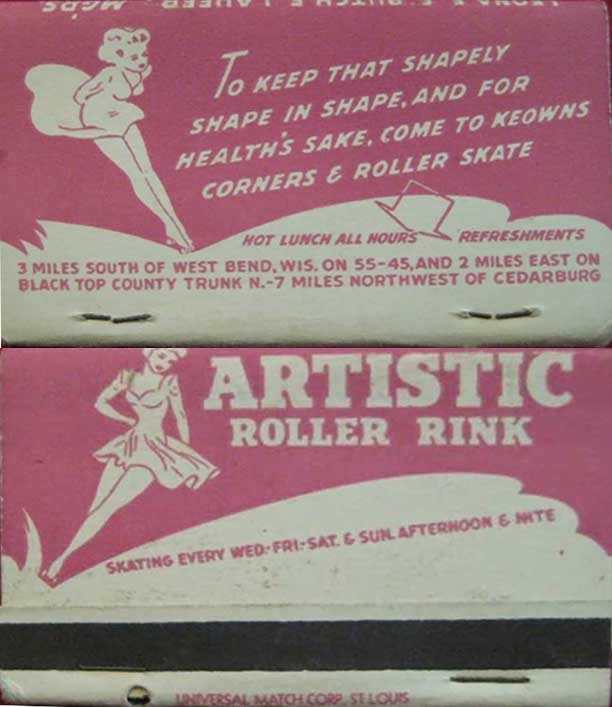 To KEEP THAT SHAPELY
SHAPE IN SHAPE, AND FOR
HEALTH'S SAKE, COME TO KEOWNS
CORNERS & ROLLER SKATE
HOT LUNCH ALL HOURS REFRESHMENTS
3 MILES SOUTH OF WEST BEND, WIS. ON 55-45, AND 2 MILES EAST ON
BLACK TOP COUNTY TRUNK N.-7 MILES NORTHWEST OF CEDARBURG
ARTISTIC
ROLLER RINK
SKATING EVERY WED.-FRI.-SAT. & SUN. AFTERNOON & NITE
UNIVERSAL MATCH CORP. ST. LOUIS